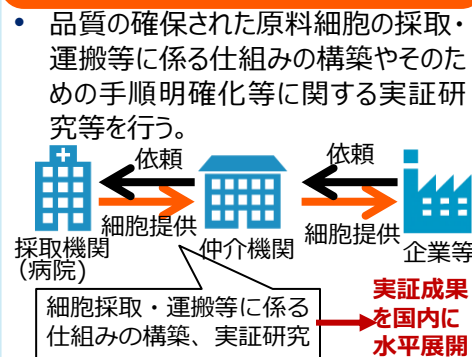 • 品質の確保された原料細胞の採取・
運搬等に係る仕組みの構築やそのた
めの手順明確化等に関する実証研
究等を行う。
依頼
依頼
細胞提供
細胞提供
採取機関
(病院)
仲介機関
企業等
細胞採取・運搬等に係る
仕組みの構築、実証研究
実証成果
を国内に
水平展開